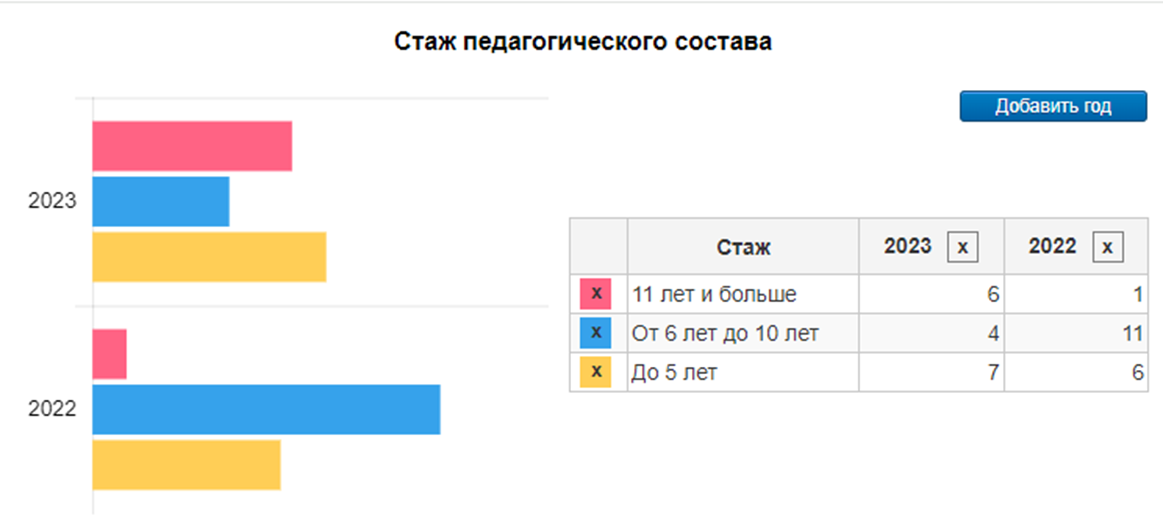 Стаж педагогического состава
Добавить год
2023
2022
Стаж 2023 x 2022 x
x 11 лет и больше 6 1
x От 6 лет до 10 лет 4 11
x До 5 лет 7 6